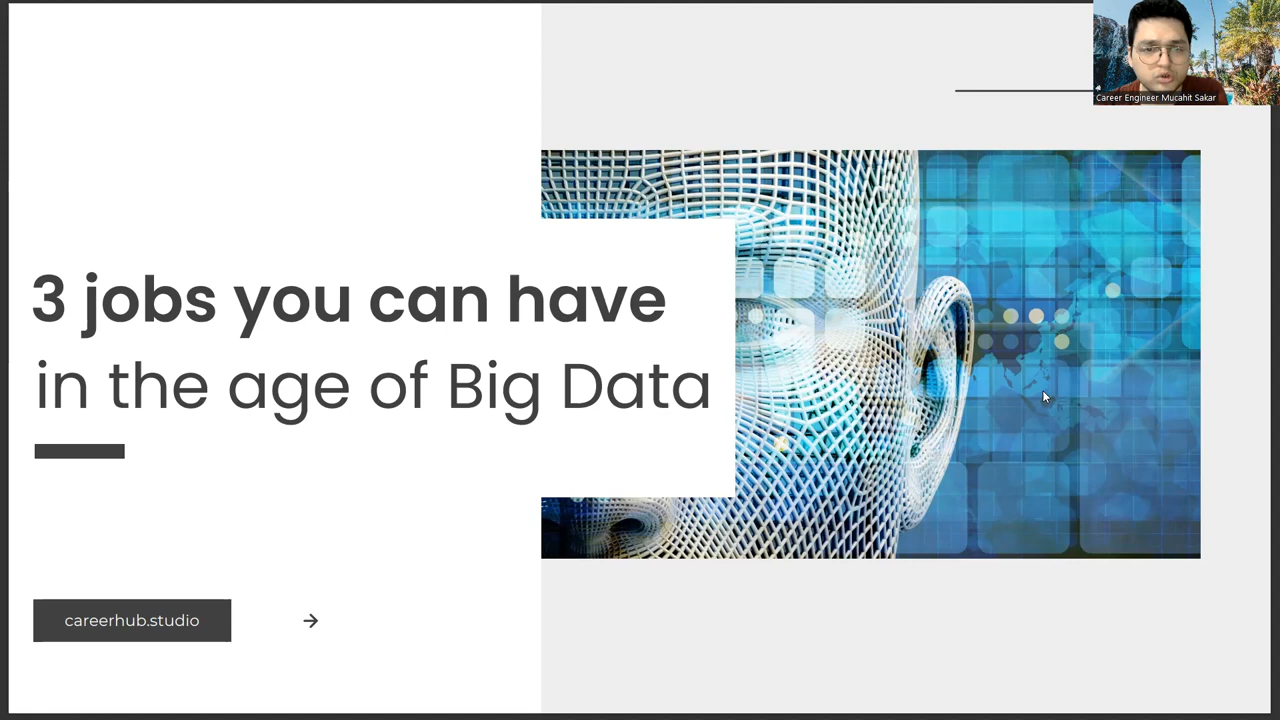 Career Engineer Mucahit Sakar
3 jobs you can have
in the age of Big Data
careerhub.studio